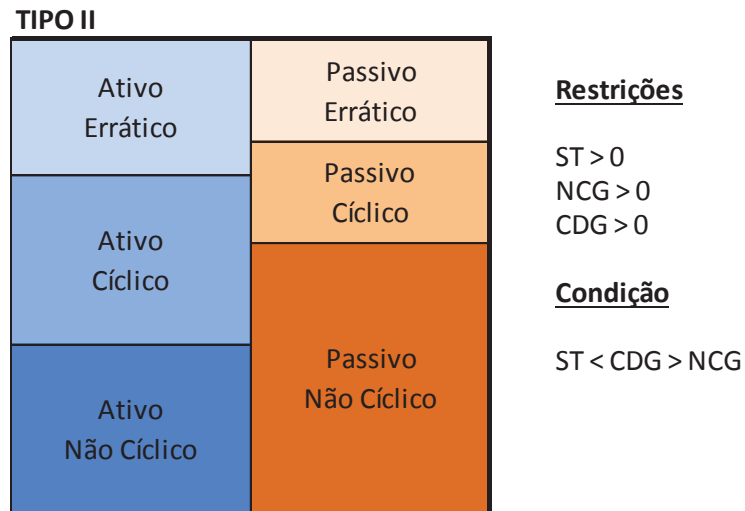 TIPO II
Ativo
Errático
Ativo
Cíclico
Ativo
Não Cíclico
Passivo
Errático
Passivo
Cíclico
Passivo
Não Cíclico
Restrições
ST > 0
NCG > 0
CDG > 0
Condição
ST < CDG > NCG